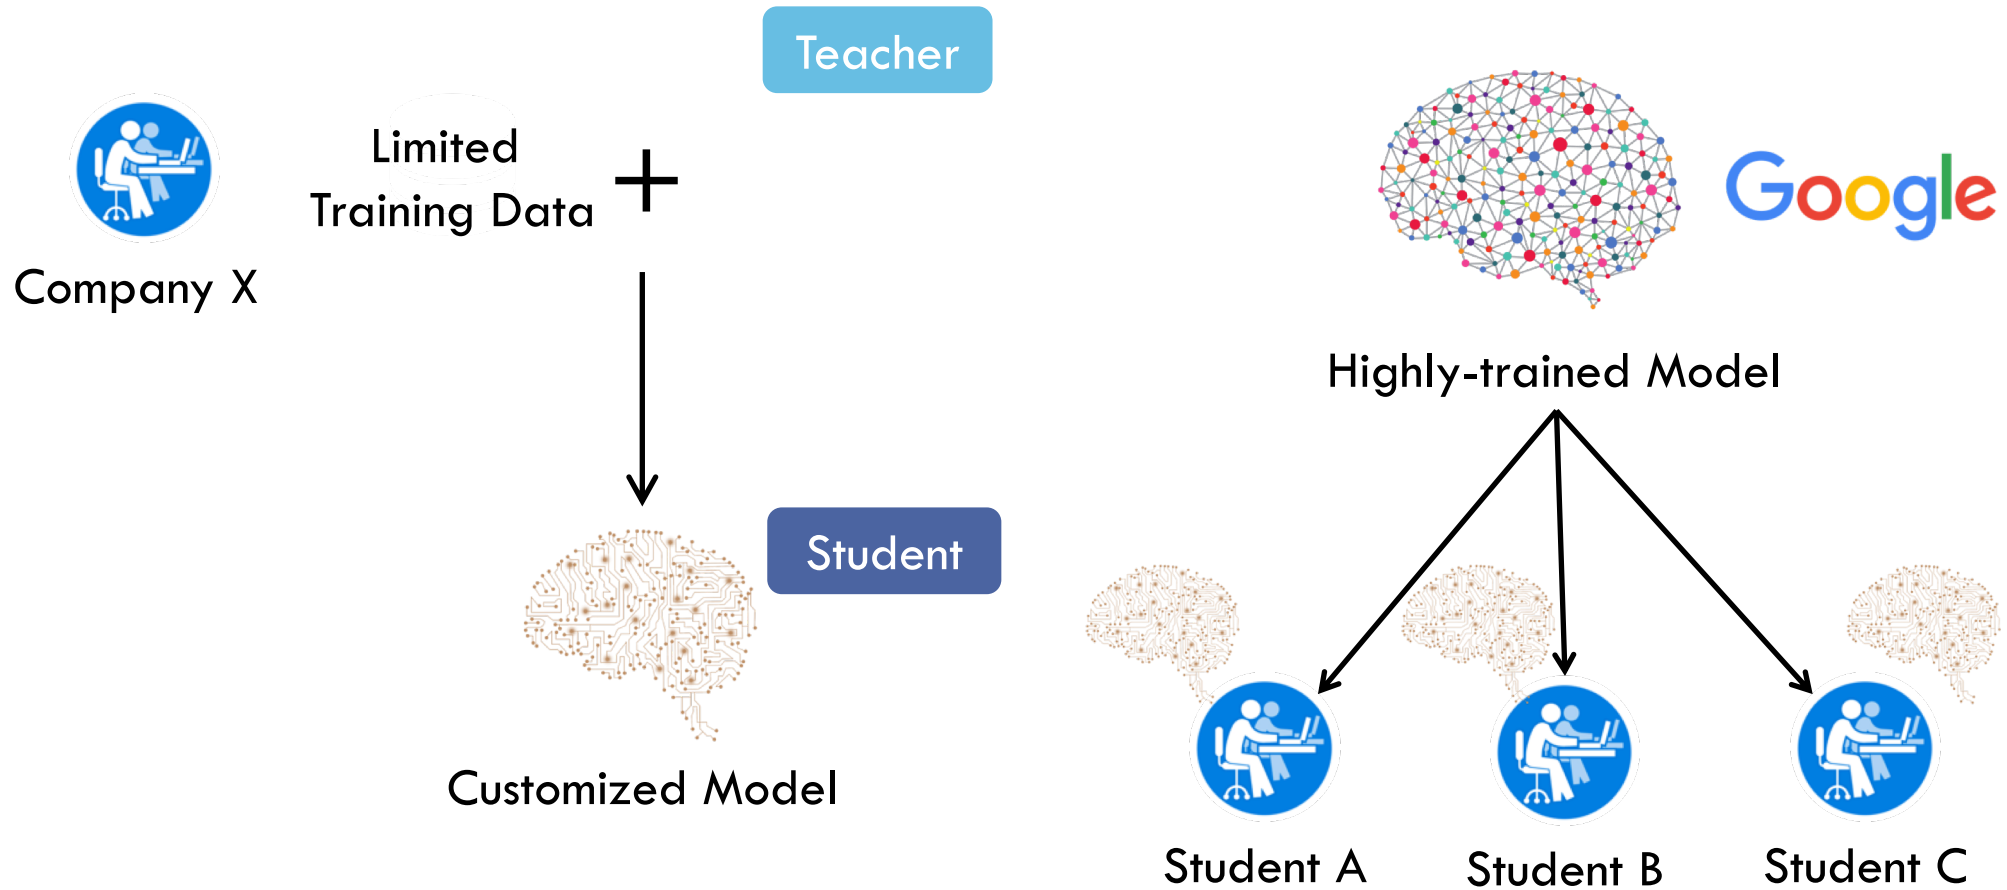 Teacher
Limited
Training Data
+
Company X
Google
Highly-trained Model
Student
Customized Model
Student A
Student B
Student C